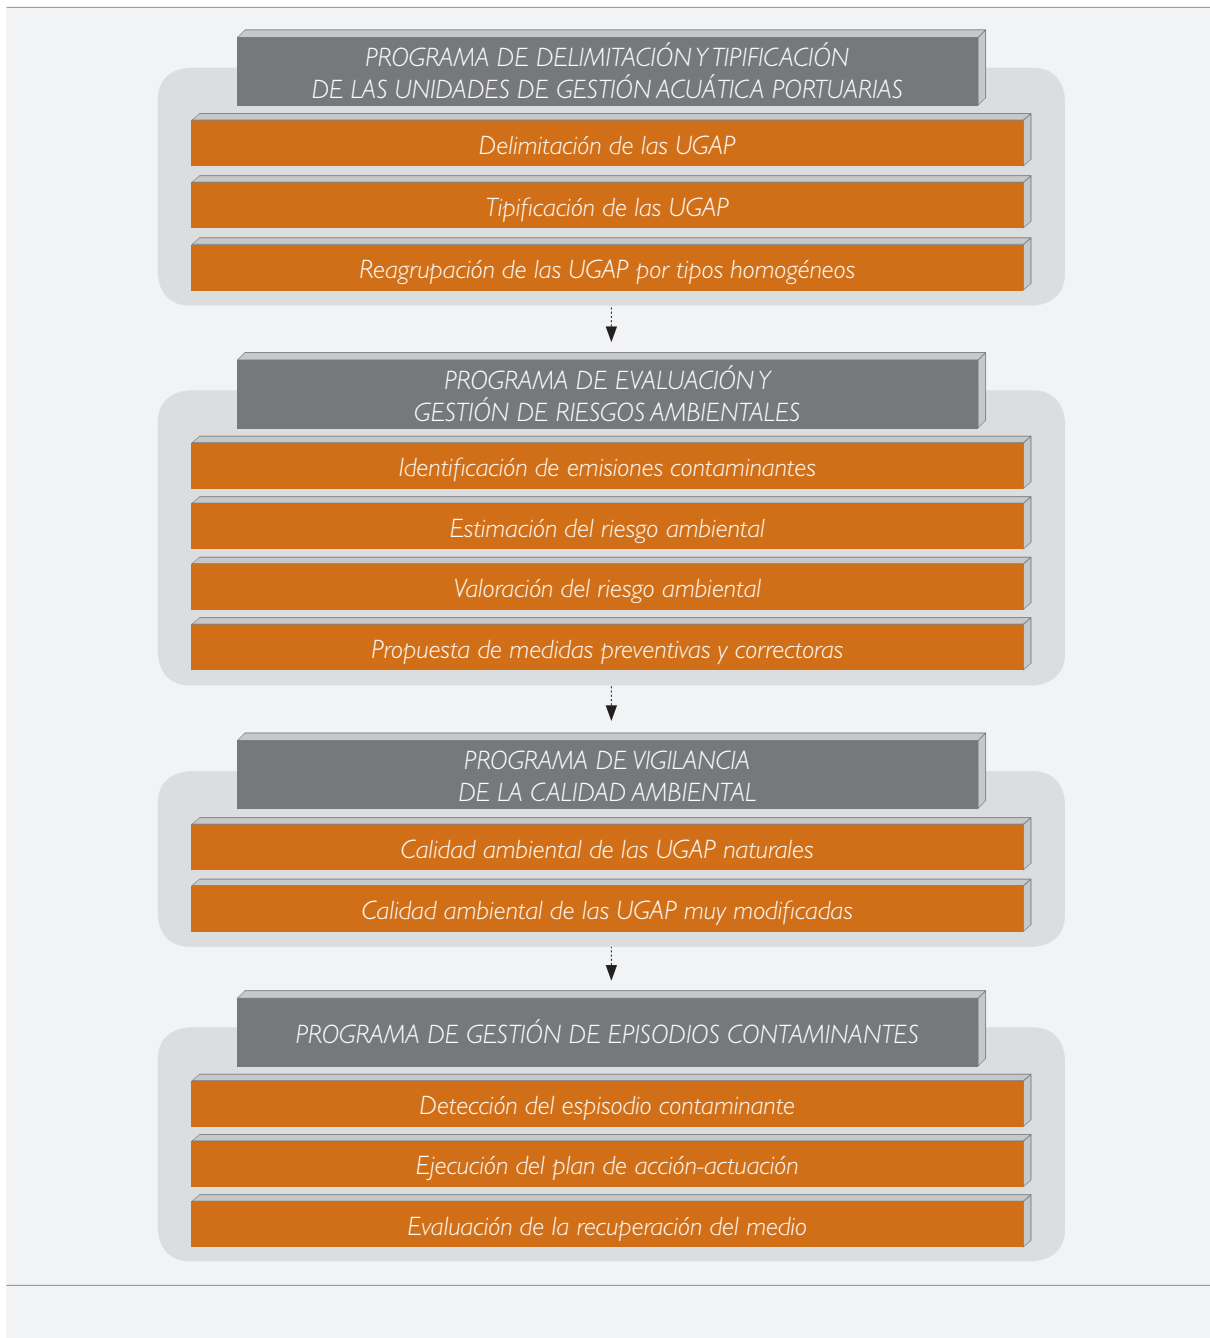 PROGRAMA DE DELIMITACIÓN Y TIPIFICACIÓN
DE LAS UNIDADES DE GESTIÓN ACUÁTICA PORTUARIAS
Delimitación de las UGAP
Tipificación de las UGAP
Reagrupación de las UGAP por tipos homogéneos
PROGRAMA DE EVALUACIÓN Y
GESTIÓN DE RIESGOS AMBIENTALES
Identificación de emisiones contaminantes
Estimación del riesgo ambiental
Valoración del riesgo ambiental
Propuesta de medidas preventivas y correctoras
PROGRAMA DE VIGILANCIA
DE LA CALIDAD AMBIENTAL
Calidad ambiental de las UGAP naturales
Calidad ambiental de las UGAP muy modificadas
PROGRAMA DE GESTIÓN DE EPISODIOS CONTAMINANTES
Detección del espisodio contaminante
Ejecución del plan de acción-actuación
Evaluación de la recuperación del medio